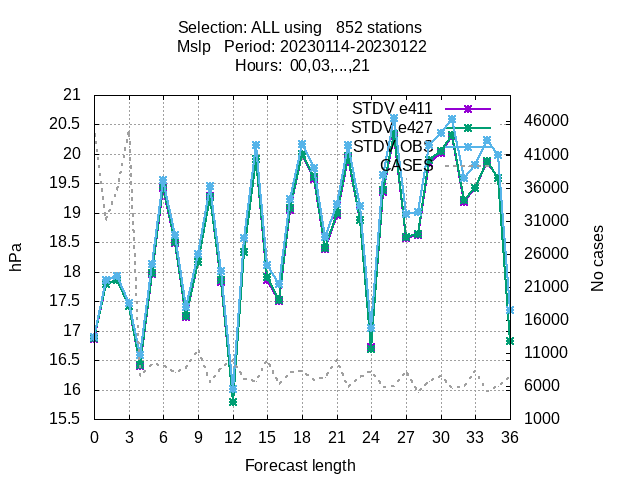 Selection: ALL using   852 stations
Mslp   Period: 20230114-20230122
Hours:  00,03,...,21
STDV e411
STDV e427
STDV OBS
CASES
hPa
21
20.5
20
19.5
19
18.5
18
17.5
17
16.5
16
15.5
46000
41000
36000
31000
26000
21000
16000
11000
6000
1000
No cases
0 3 6 9 12 15 18 21 24 27 30 33 36
Forecast length